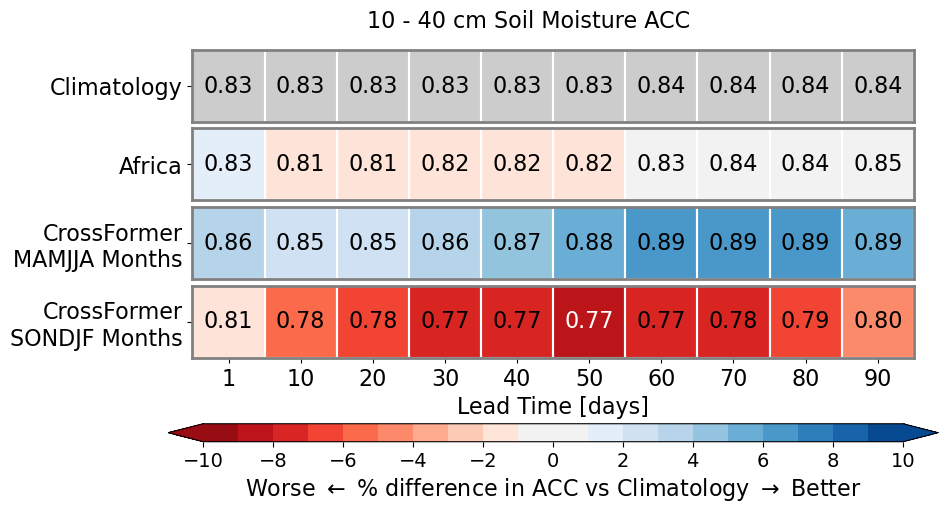 10 - 40 cm Soil Moisture ACC
Climatology 0.83 0.83 0.83 0.83 0.83 0.83 0.84 0.84 0.84 0.84
Africa 0.83 0.81 0.81 0.82 0.82 0.82 0.83 0.84 0.84 0.85
CrossFormer
MAMJJA Months 0.86 0.85 0.85 0.86 0.87 0.88 0.89 0.89 0.89 0.89
CrossFormer
SONDJF Months 0.81 0.78 0.78 0.77 0.77 0.77 0.77 0.78 0.79 0.80
1 10 20 30 40 50 60 70 80 90
Lead Time [days]
−10 −8 −6 −4 −2 0 2 4 6 8 10
Worse ← % difference in ACC vs Climatology → Better